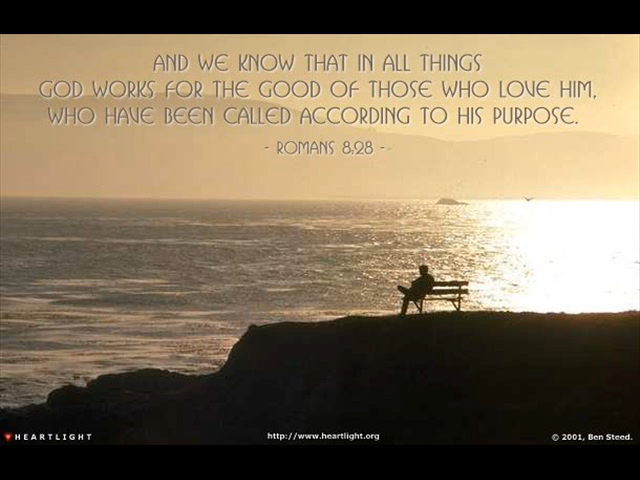 AND WE KNOW THAT IN ALL THINGS
GOD WORKS FOR THE GOOD OF THOSE WHO LOVE HIM,
WHO HAVE BEEN CALLED ACCORDING TO HIS PURPOSE.
- ROMANS 8:28 -
HEARTLIGHT
http://www.heartlight.org
© 2001, Ben Steed.